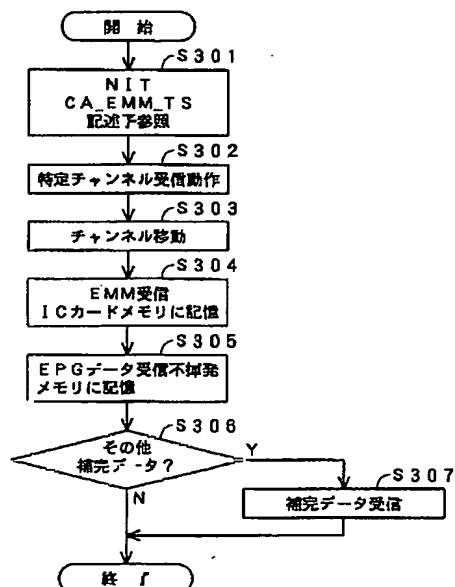 開 始
S301
NIT
CA_EMM_TS
記述子参照
S302
特定チャンネル受信動作
S303
チャンネル移動
S304
EMM受信
ICカードメモリに記憶
S305
EPGデータ受信不揮発
メモリに記憶
S306
その他
補完データ?
Y
N
S307
補完データ受信
終 了